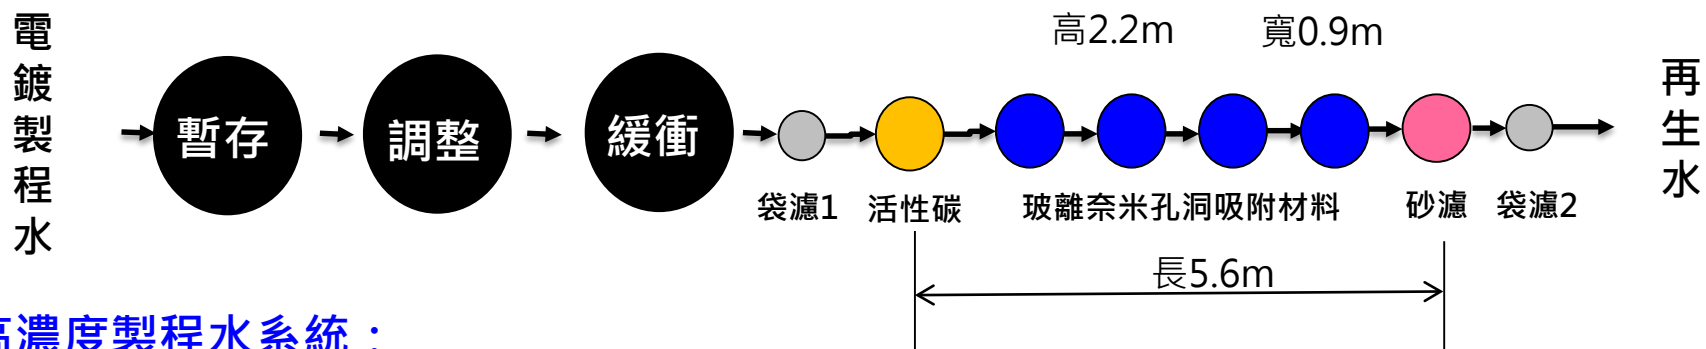 電鍍製程水
高2.2m 寬0.9m
暫存 調整 緩衝
袋濾1 活性碳 玻離奈米孔洞吸附材料 砂濾 袋濾2
再生水
長5.6m
高濃度製程水系統：